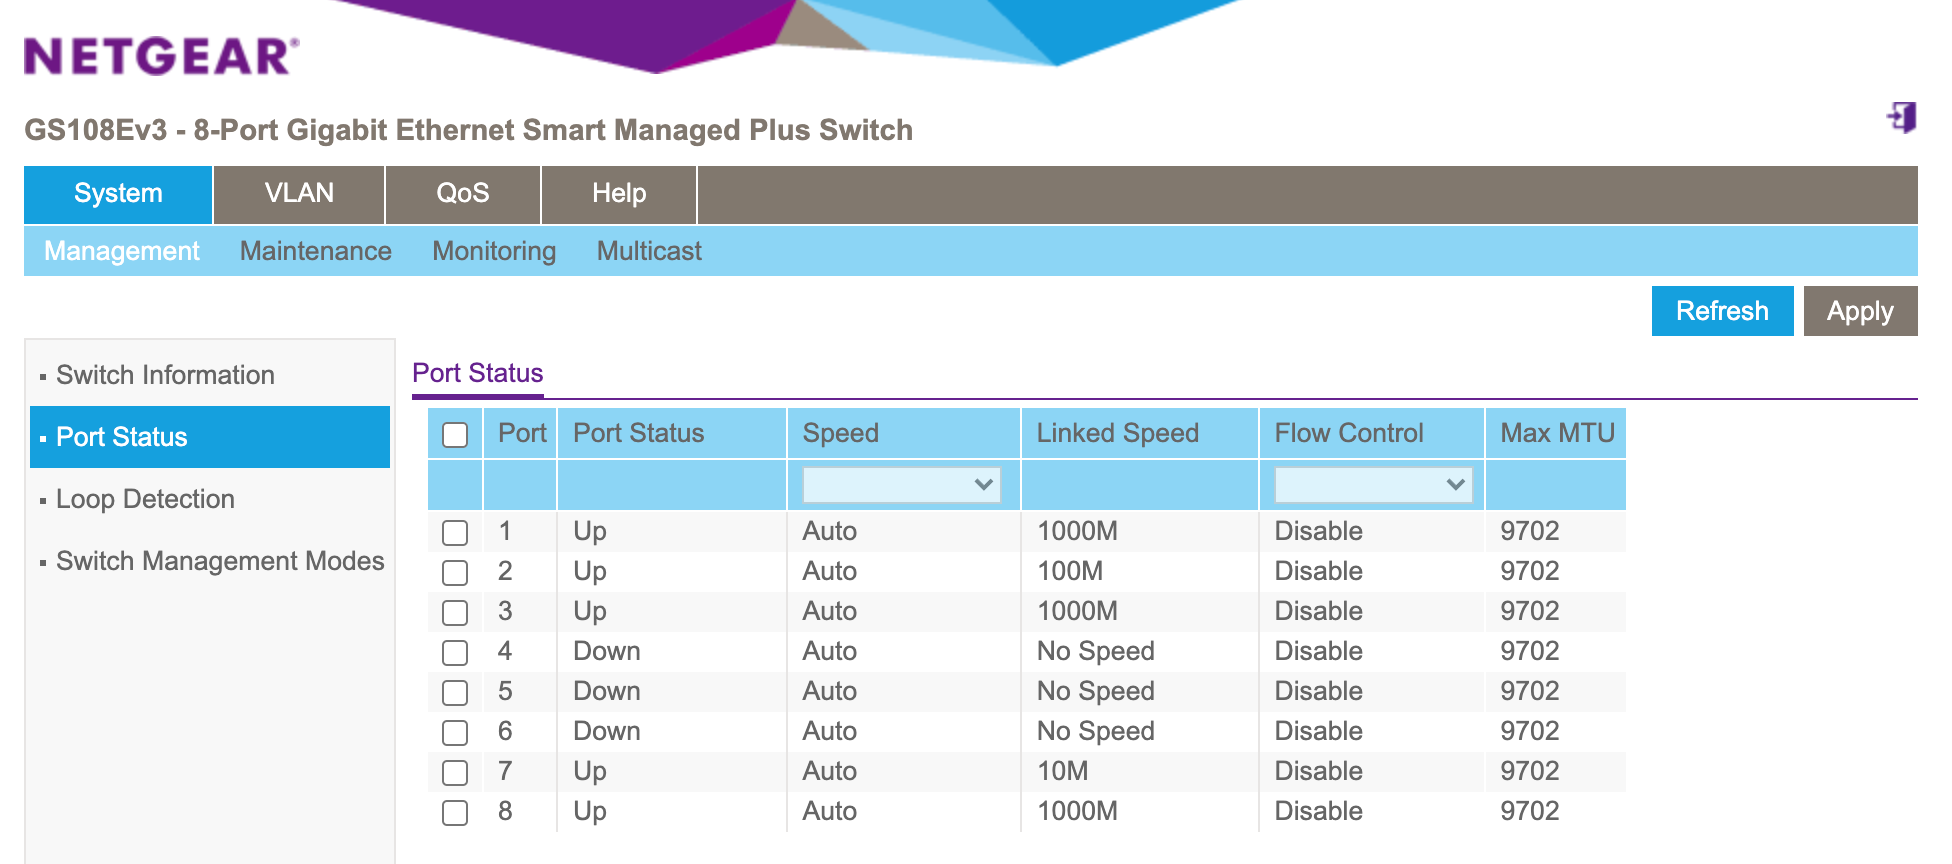 NETGEAR®
GS108Ev3 - 8-Port Gigabit Ethernet Smart Managed Plus Switch
System VLAN QoS Help
Management Maintenance Monitoring Multicast
Refresh Apply
Switch Information
Port Status
Loop Detection
Switch Management Modes
Port Status
Port Port Status Speed Linked Speed Flow Control Max MTU
1 Up Auto 1000M Disable 9702
2 Up Auto 100M Disable 9702
3 Up Auto 1000M Disable 9702
4 Down Auto No Speed Disable 9702
5 Down Auto No Speed Disable 9702
6 Down Auto No Speed Disable 9702
7 Up Auto 10M Disable 9702
8 Up Auto 1000M Disable 9702